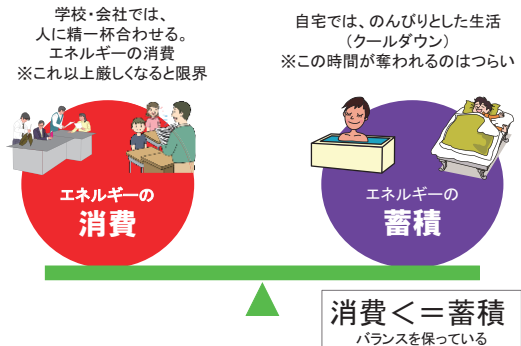 学校・会社では、
人に精一杯合わせる。
エネルギーの消費
※これ以上厳しくなると限界
自宅では、のんびりとした生活
（クールダウン）
※この時間が奪われるのはつらい
エネルギーの
消費
エネルギーの
蓄積
消費＜＝蓄積
バランスを保っている